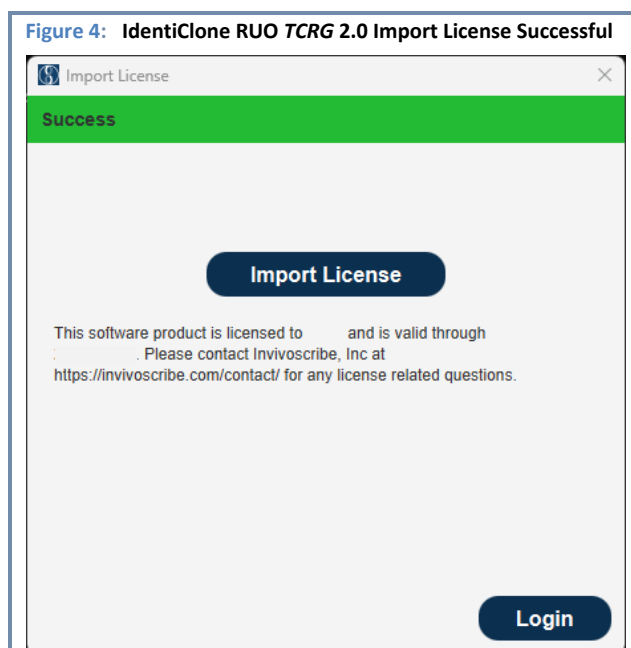 Figure 4: IdentiClone RUO TCRG 2.0 Import License Successful
Import License
Success
Import License
This software product is licensed to and is valid through
. Please contact Invivoscribe, Inc at
https://invivoscribe.com/contact/ for any license related questions.
Login